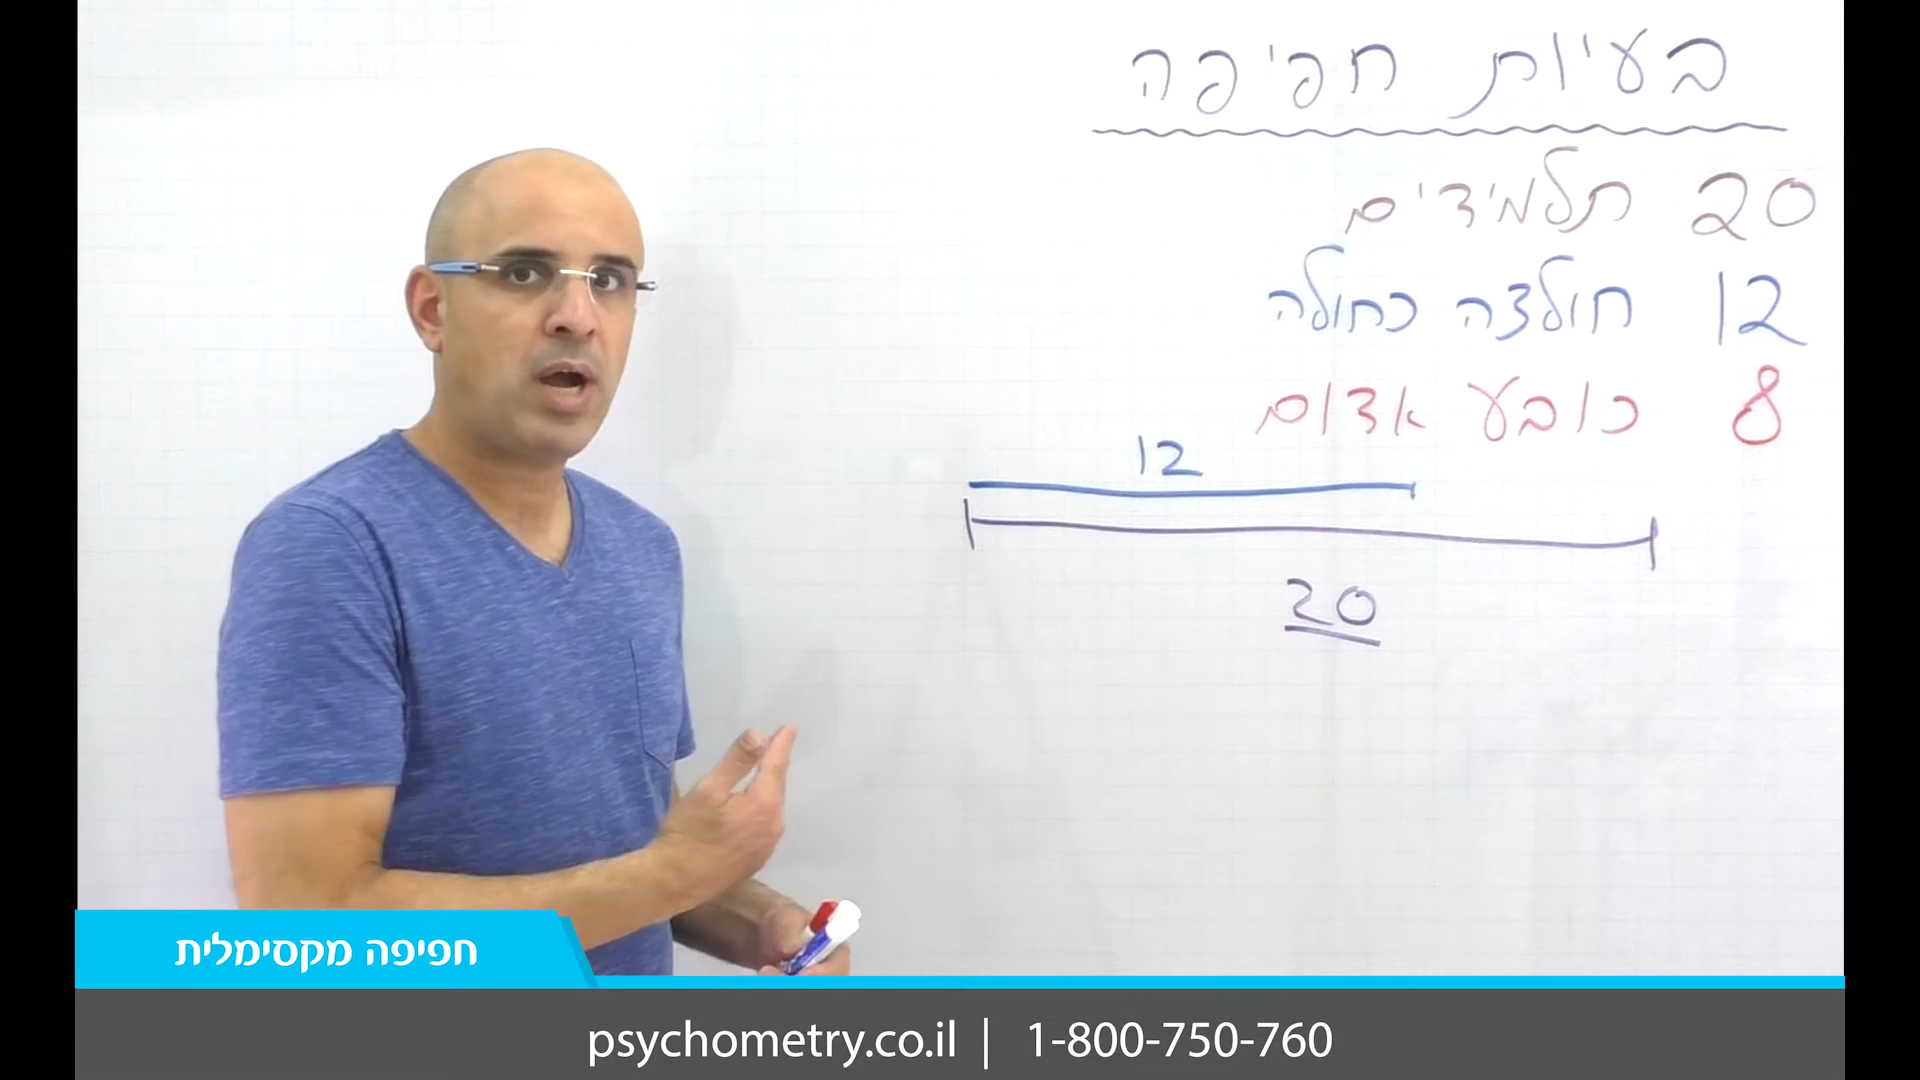 בעיות חפיפה
20 תלמידים
12 חולצה כחולה
8 כובע אדום
12
20
חפיפה מקסימלית
psychometry.co.il | 1-800-750-760